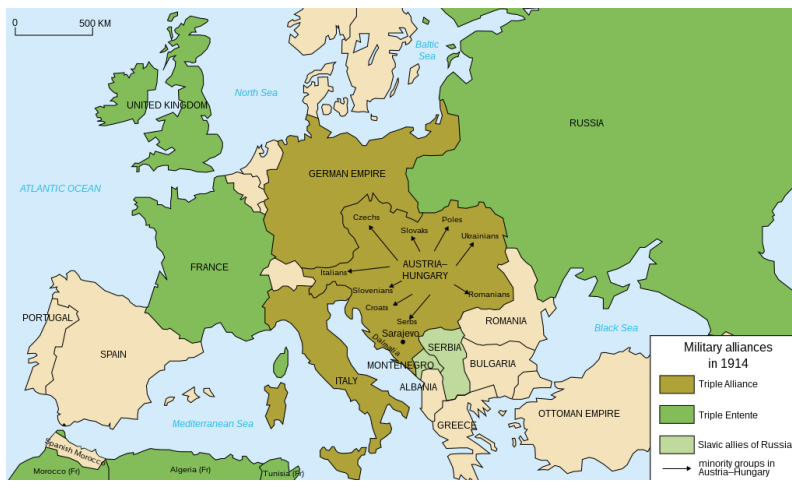 0 500 KM
Baltic
Sea
North Sea
UNITED KINGDOM
RUSSIA
GERMAN EMPIRE
ATLANTIC OCEAN
Czechs
Slovaks
Poles
Ukrainians
AUSTRIA–
HUNGARY
FRANCE
Italians
Slovenians
Romanians
Croats
Serbs
PORTUGAL
SPAIN
Sarajevo
Dalmatia
SERBIA
ROMANIA
Black Sea
MONTENEGRO
BULGARIA
ITALY
ALBANIA
GREECE
OTTOMAN EMPIRE
Mediterranean Sea
Spanish Morocco
Morocco (Fr)
Algeria (Fr)
Tunisia (Fr)
Military alliances
in 1914
Triple Alliance
Triple Entente
Slavic allies of Russia
minority groups in
Austria–Hungary